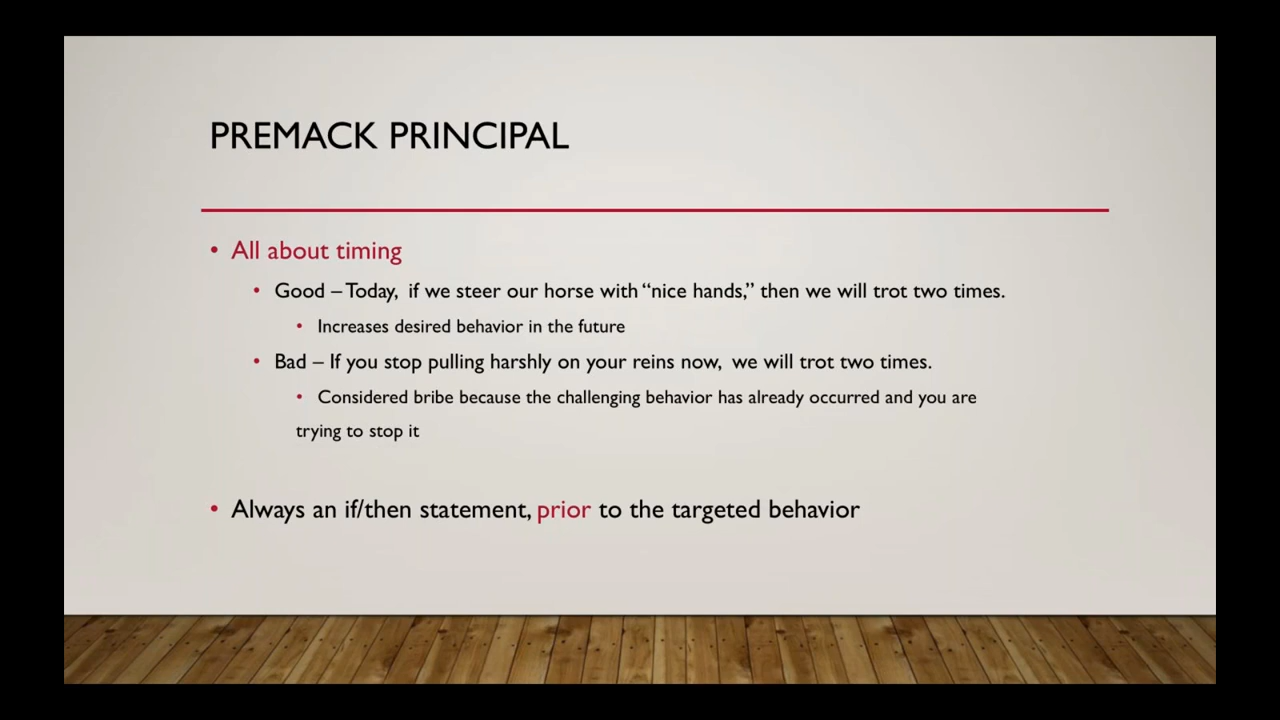 PREMACK PRINCIPAL
• All about timing
• Good – Today, if we steer our horse with “nice hands,” then we will trot two times.
• Increases desired behavior in the future
• Bad – If you stop pulling harshly on your reins now, we will trot two times.
• Considered bribe because the challenging behavior has already occurred and you are
trying to stop it
• Always an if/then statement, prior to the targeted behavior